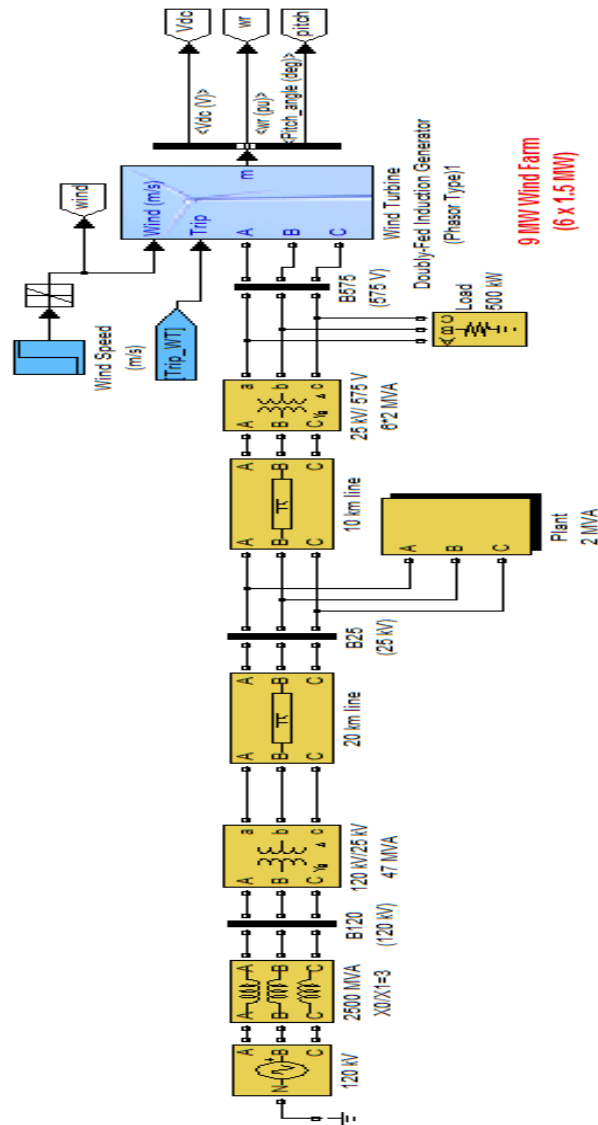 N
A
B
C
120 kV
A
B
C
A
B
C
2500 MVA
X0/X1=3
B120
(120 kV)
A
B
C
a
b
c
Yg
Δ
120 kV/25 kV
47 MVA
A
B
C
A
B
C
20 km line
B25
(25 kV)
A
B
C
Plant
2 MVA
A
B
C
A
B
C
10 km line
A
B
C
a
b
c
Yg
Δ
25 kV/ 575 V
6*2 MVA
A B C
Load
500 kW
B575
(575 V)
Wind Speed
(m/s)
[Trip_WT]
wind
Wind (m/s)
Trip
A
B
C
m
Wind Turbine
Doubly-Fed Induction Generator
(Phasor Type)1
<Vdc (V)>
<wr (pu)>
<Pitch_angle (deg)>
Vdc
wr
pitch
9 MW Wind Farm
(6 x 1.5 MW)